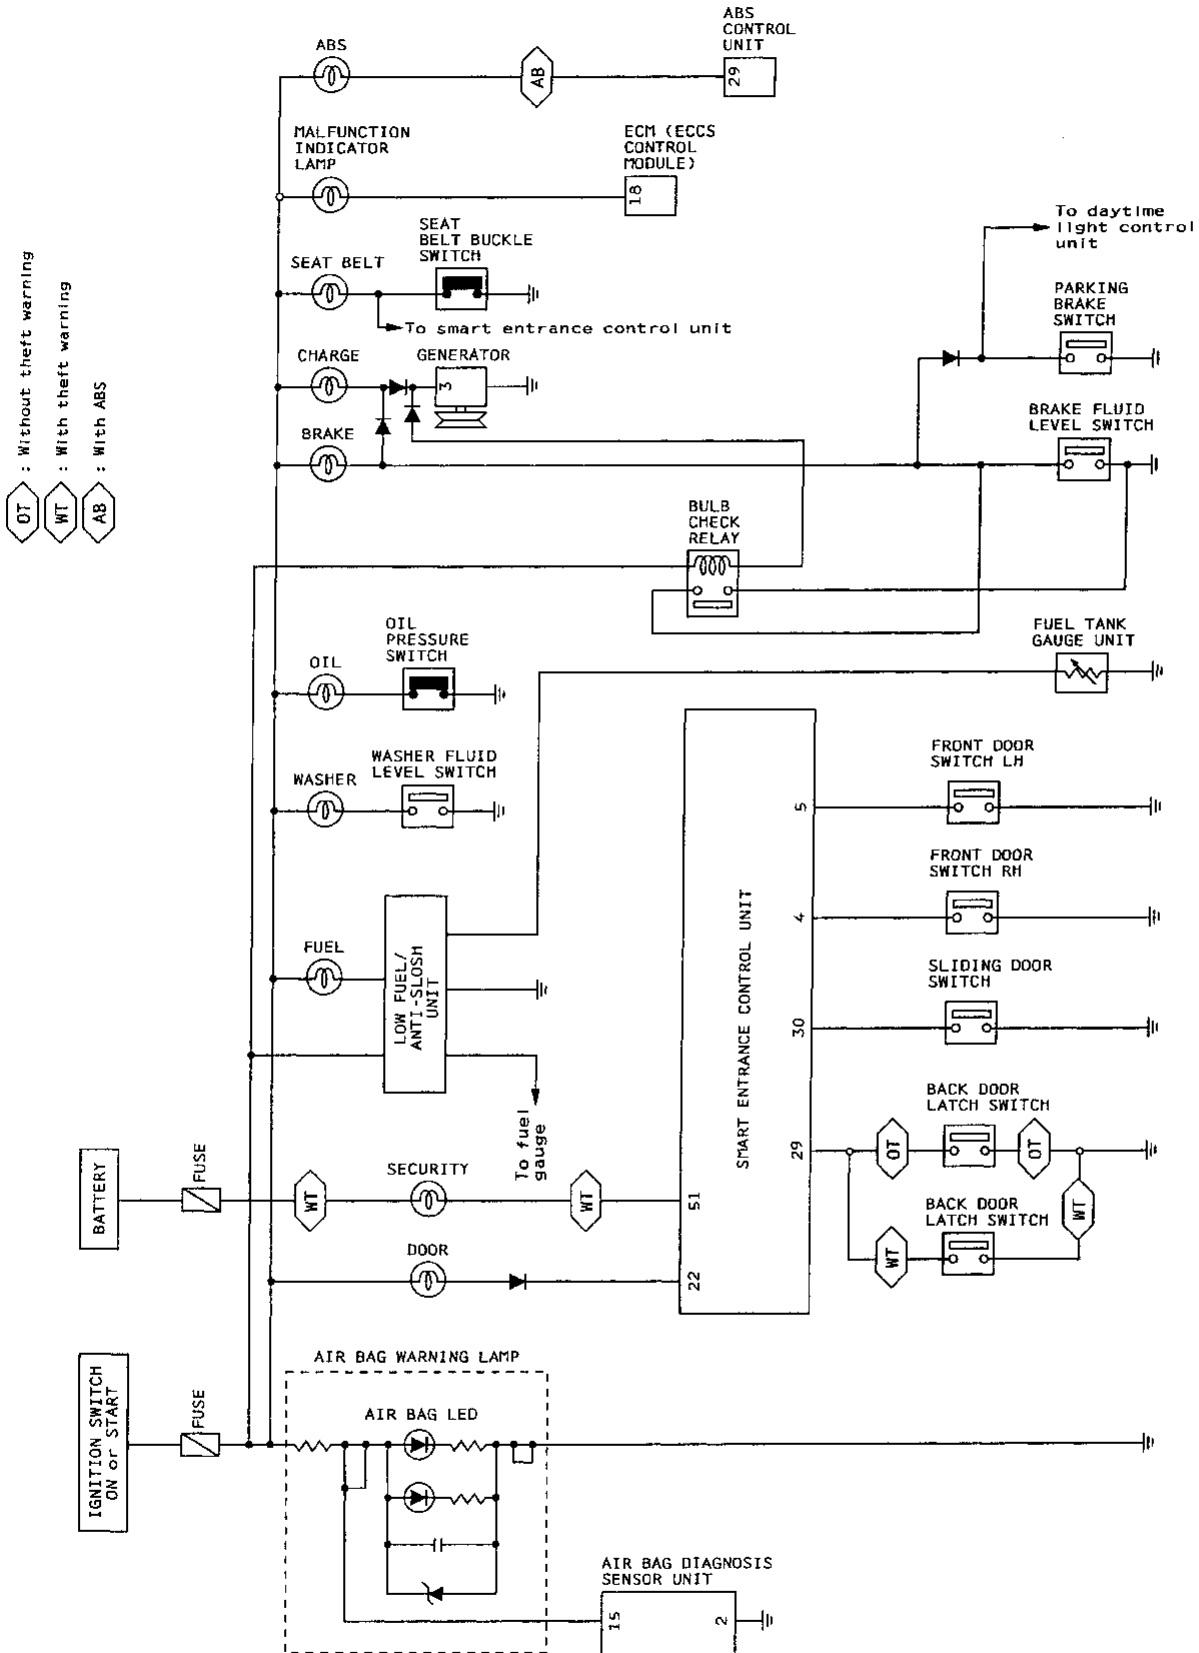 ABS
CONTROL
UNIT
ABS
29
AB
MALFUNCTION
INDICATOR
LAMP
ECM (ECCS
CONTROL
MODULE)
18
To daytime
light control
unit
SEAT
BELT BUCKLE
SWITCH
SEAT BELT
To smart entrance control unit
PARKING
BRAKE
SWITCH
CHARGE
GENERATOR
3
BRAKE
BRAKE FLUID
LEVEL SWITCH
OT : Without theft warning
WT : With theft warning
AB : With ABS
BULB
CHECK
RELAY
OIL
PRESSURE
SWITCH
OIL
FUEL TANK
GAUGE UNIT
WASHER FLUID
LEVEL SWITCH
WASHER
FRONT DOOR
SWITCH LH
5
FRONT DOOR
SWITCH RH
4
FUEL
LOW FUEL/
ANTI-SLOSH
UNIT
SMART ENTRANCE CONTROL UNIT
SLIDING DOOR
SWITCH
30
To fuel
gauge
BACK DOOR
LATCH SWITCH
29
OT
OT
BATTERY
FUSE
WT
SECURITY
WT
51
BACK DOOR
LATCH SWITCH
WT
WT
DOOR
22
IGNITION SWITCH
ON or START
FUSE
AIR BAG WARNING LAMP
AIR BAG LED
AIR BAG DIAGNOSIS
SENSOR UNIT
15
2